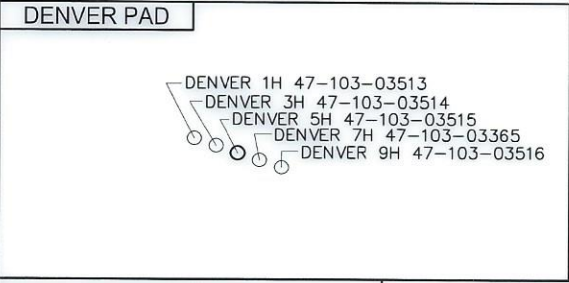 DENVER PAD
DENVER 1H 47-103-03513
DENVER 3H 47-103-03514
DENVER 5H 47-103-03515
DENVER 7H 47-103-03365
DENVER 9H 47-103-03516